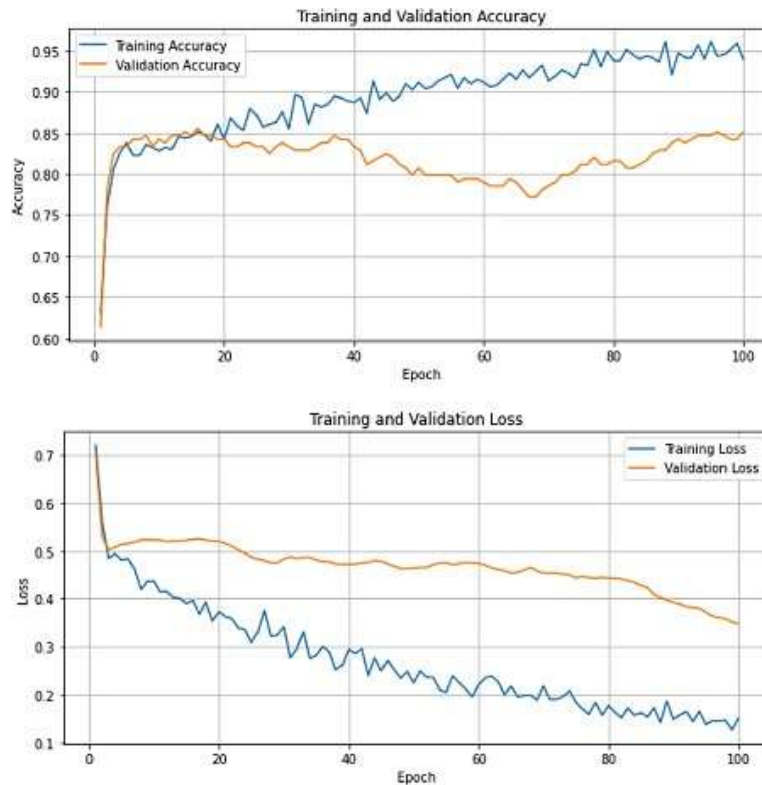 Training and Validation Accuracy
Training Accuracy
Validation Accuracy
0.95
0.90
0.85
0.80
0.75
0.70
0.65
0.60
Accuracy
0
20
40
60
80
100
Epoch
Training and Validation Loss
Training Loss
Validation Loss
0.7
0.6
0.5
0.4
0.3
0.2
0.1
Loss
0
20
40
60
80
100
Epoch